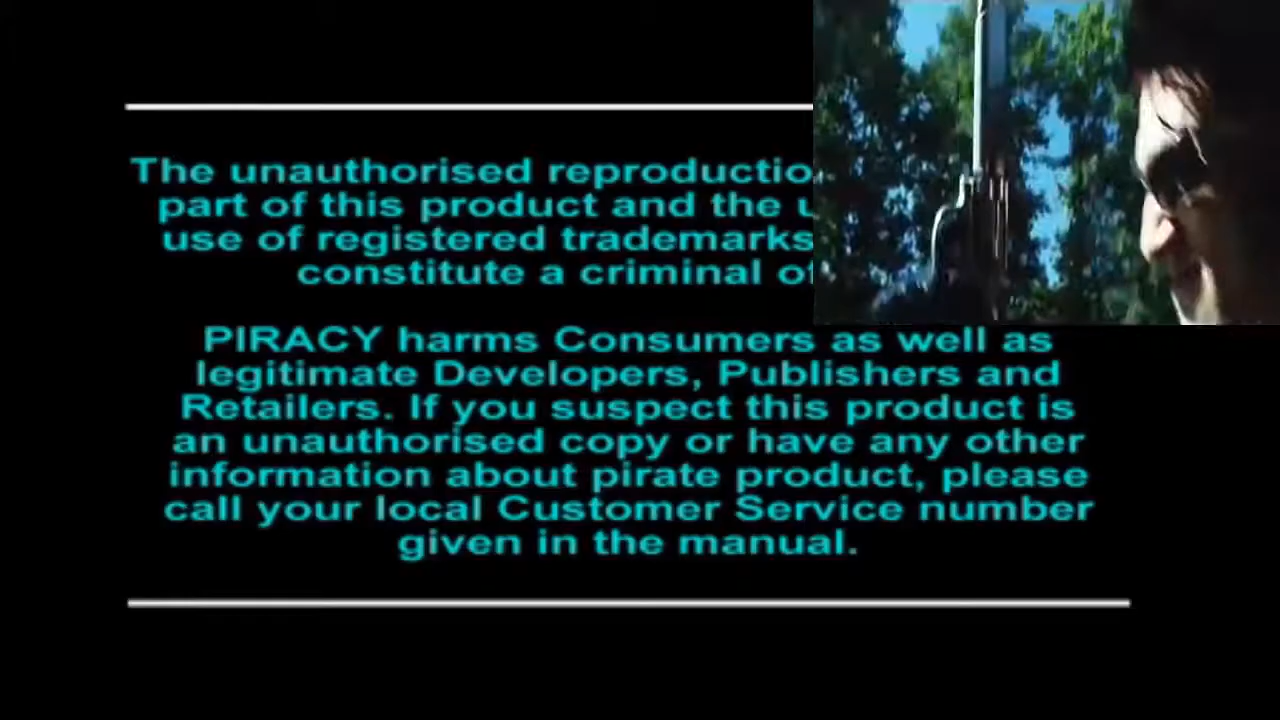 The unauthorised reproductio
part of this product and the u
use of registered trademarks
constitute a criminal of
PIRACY harms Consumers as well as
legitimate Developers, Publishers and
Retailers. If you suspect this product is
an unauthorised copy or have any other
information about pirate product, please
call your local Customer Service number
given in the manual.